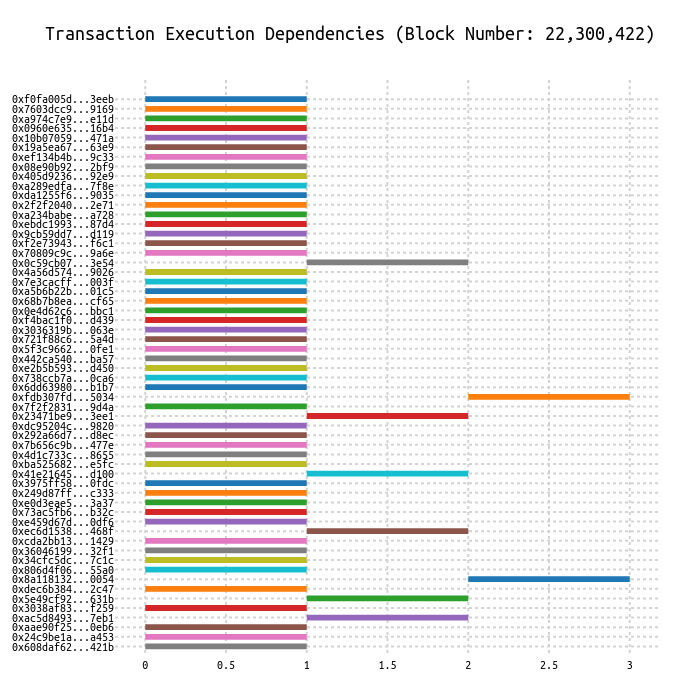 Transaction Execution Dependencies (Block Number: 22,300,422)
0xf0fa005d...3eeb
0x7603dcc9...9169
0xa974c7e9...e11d
0x0960e635...16b4
0x10b07059...471a
0x19a5ea67...63e9
0xef134b4b...9c33
0x08e90b92...2bf9
0x405d9236...92e9
0xa289edfa...7f8e
0xda1255f6...9035
0x2f2f2040...2e71
0xa234babe...a728
0xebdc1993...87d4
0x9cb59dd7...d119
0xf2e73943...f6c1
0x70809c9c...9a6e
0x0c59cb07...3e54
0x4a56d574...9026
0x7e3cacff...003f
0xa5b6b22b...01c5
0x68b7b8ea...cf65
0x0e4d62c6...bbc1
0xf4bac1f0...d439
0x3036319b...063e
0x721f88c6...5a4d
0x5f3c9662...0fe1
0x442ca540...ba57
0xe2b5b593...d450
0x738ccb7a...0ca6
0x6dd63980...b1b7
0xfdb307fd...5034
0x7f2f2831...9d4a
0x23471be9...3ee1
0xdc95204c...9820
0x292a66d7...d8ec
0x7b656c9b...477e
0x4d1c733c...8655
0xba525682...e5fc
0x41e21645...d100
0x3975ff58...0fdc
0x249d87ff...c333
0xe0d3eae5...3a37
0x73ac5fb6...b32c
0xe459d67d...0df6
0xec6d1538...468f
0xcda2bb13...1429
0x36046199...32f1
0x34cfc5dc...7c1c
0x806d4f06...55a0
0x8a118132...0054
0xdec6b384...2c47
0x5e49cf92...631b
0x3038af83...f259
0xac5d8493...7eb1
0xaae90f25...0eb6
0x24c9be1a...a453
0x608daf62...421b
0 0.5 1 1.5 2 2.5 3